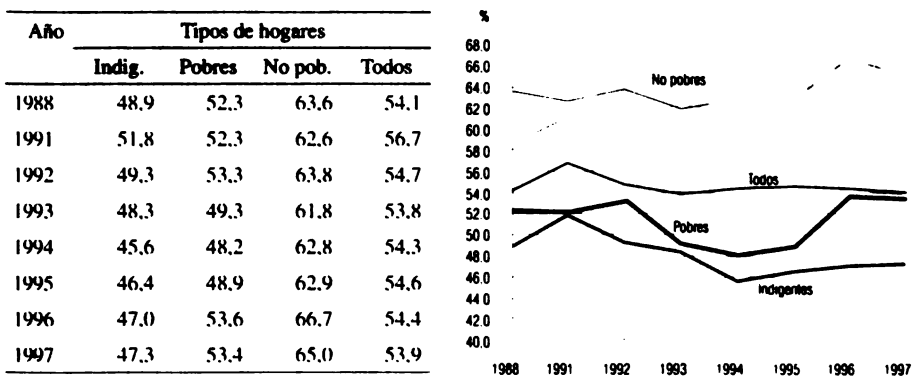 Año Tipos de hogares
Indig. Pobres No pob. Todos
1988 48,9 52,3 63,6 54,1
1991 51,8 52,3 62,6 56,7
1992 49,3 53,3 63,8 54,7
1993 48,3 49,3 61,8 53,8
1994 45,6 48,2 62,8 54,3
1995 46,4 48,9 62,9 54,6
1996 47,0 53,6 66,7 54,4
1997 47,3 53,4 65,0 53,9
%
68.0
66.0
64.0
62.0
60.0
58.0
56.0
54.0
52.0
50.0
48.0
46.0
44.0
42.0
40.0
No pobres
Todos
Pobres
Indigentes
1988 1991 1992 1993 1994 1995 1996 1997